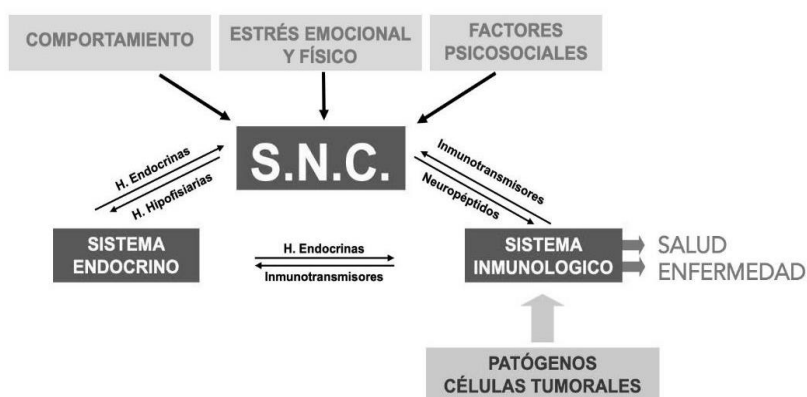 COMPORTAMIENTO
ESTRÉS EMOCIONAL
Y FÍSICO
FACTORES
PSICOSOCIALES
S.N.C.
H. Endocrinas
H. Hipofisiarias
Inmunotransmisores
Neuropéptidos
SISTEMA
ENDOCRINO
H. Endocrinas
Inmunotransmisores
SISTEMA
INMUNOLOGICO
SALUD
ENFERMEDAD
PATÓGENOS
CÉLULAS TUMORALES